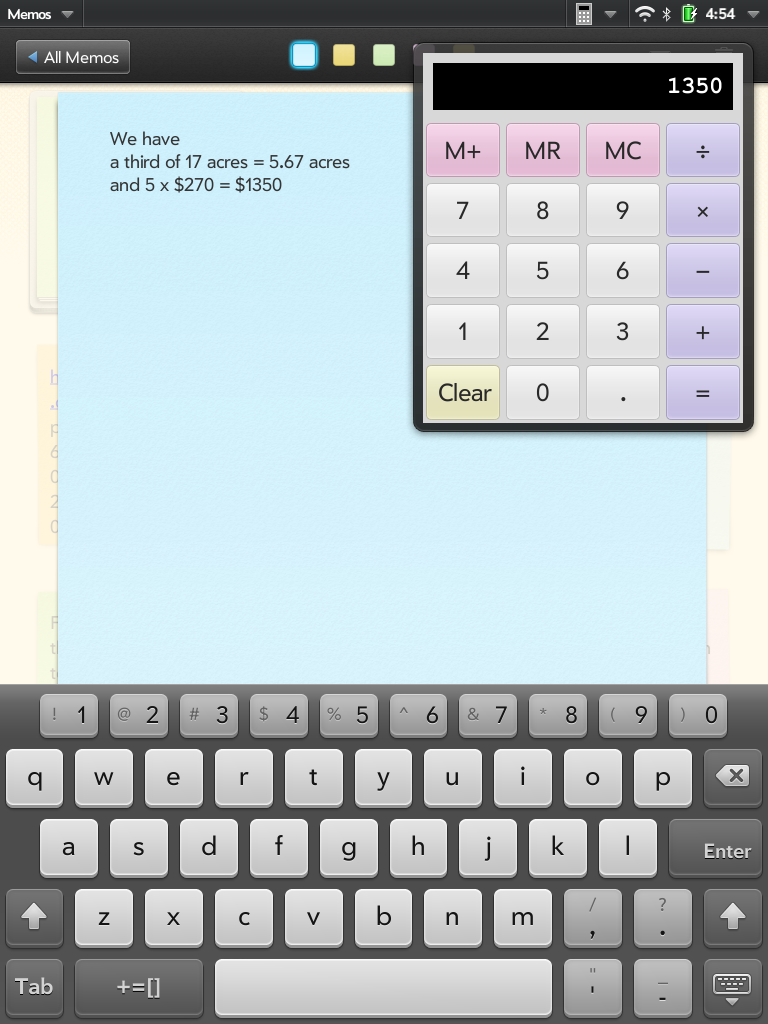 Memos
4:54
All Memos
We have
a third of 17 acres = 5.67 acres
and 5 x $270 = $1350
1350
M+ MR MC ÷
7 8 9 ×
4 5 6 −
1 2 3 +
Clear 0 . =
! 1 @ 2 # 3 $ 4 % 5 ^ 6 & 7 * 8 ( 9 ) 0
q w e r t y u i o p
a s d f g h j k l Enter
z x c v b n m / , ? .
Tab +=[] " ' _ -